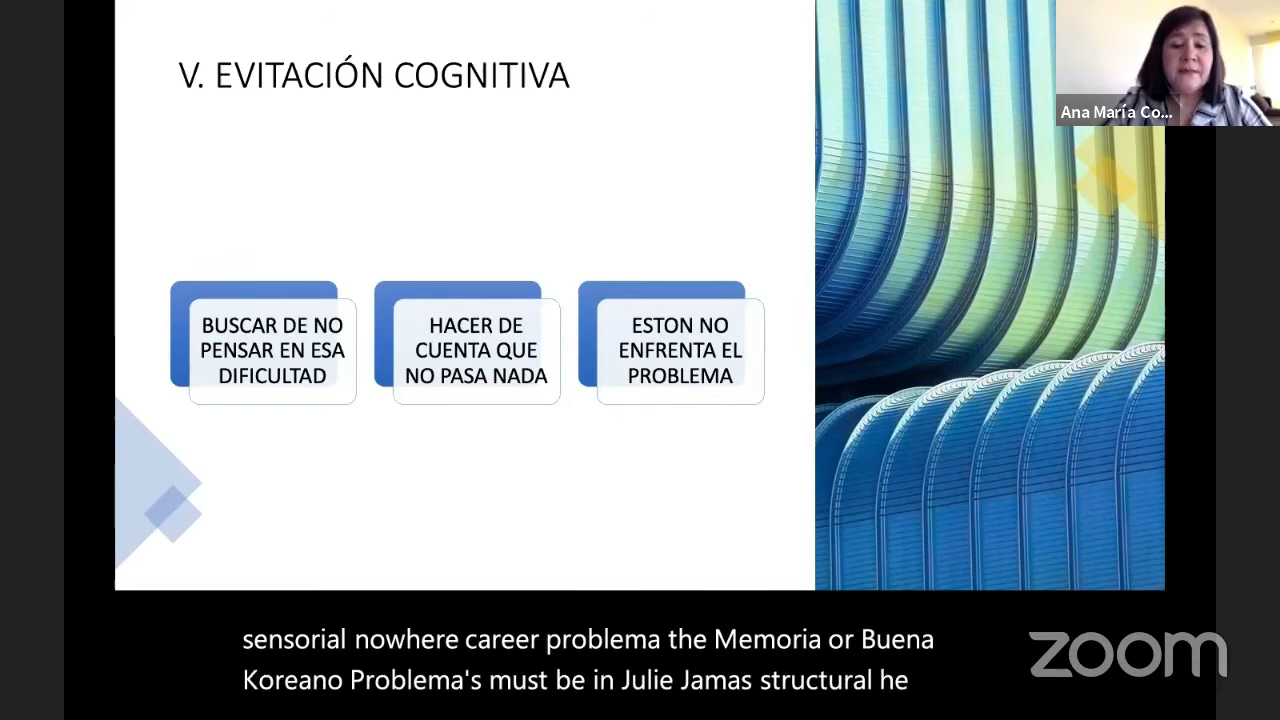 V. EVITACIÓN COGNITIVA
BUSCAR DE NO
PENSAR EN ESA
DIFICULTAD
HACER DE
CUENTA QUE
NO PASA NADA
ESTON NO
ENFRENTA EL
PROBLEMA
Ana María Co...
sensorial nowhere career problema the Memoria or Buena
Koreano Problema's must be in Julie Jamas structural he
zoom